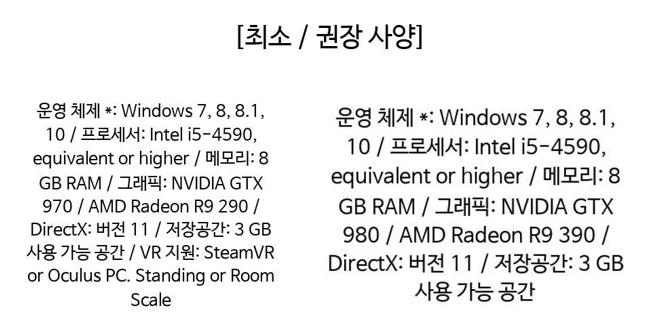 [최소 / 권장 사양]
운영 체제 *: Windows 7, 8, 8.1,
10 / 프로세서: Intel i5-4590,
equivalent or higher / 메모리: 8
GB RAM / 그래픽: NVIDIA GTX
970 / AMD Radeon R9 290 /
DirectX: 버전 11 / 저장공간: 3 GB
사용 가능 공간 / VR 지원: SteamVR
or Oculus PC. Standing or Room
Scale
운영 체제 *: Windows 7, 8, 8.1,
10 / 프로세서: Intel i5-4590,
equivalent or higher / 메모리: 8
GB RAM / 그래픽: NVIDIA GTX
980 / AMD Radeon R9 390 /
DirectX: 버전 11 / 저장공간: 3 GB
사용 가능 공간